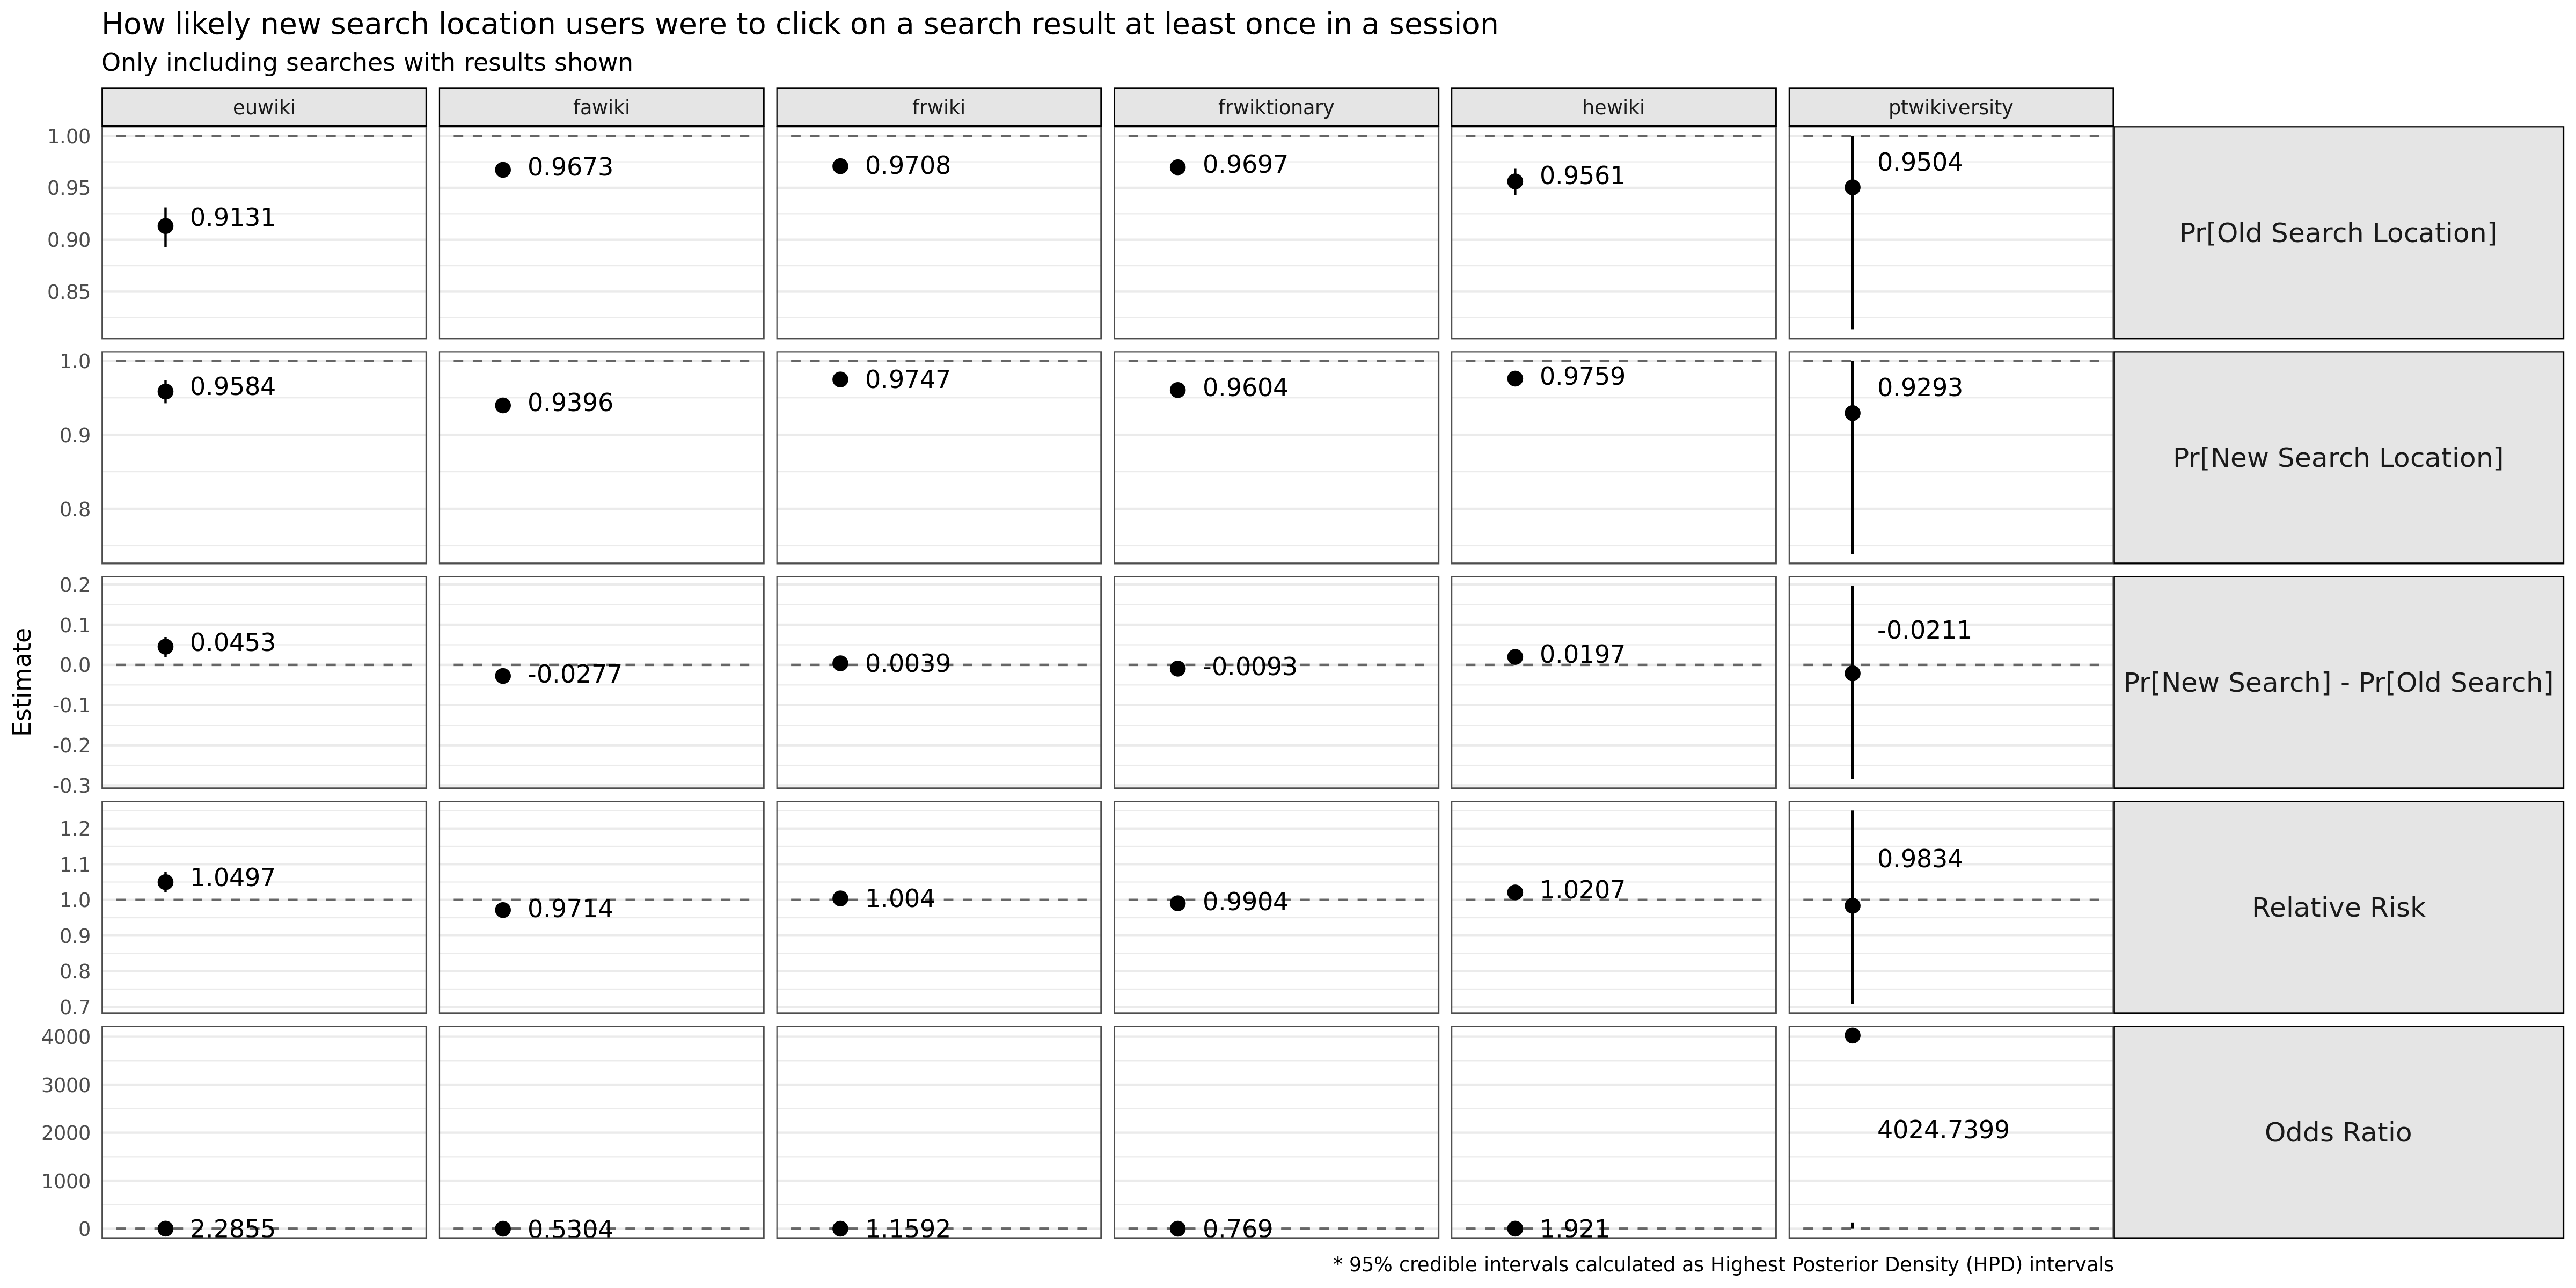 How likely new search location users were to click on a search result at least once in a session
Only including searches with results shown
euwiki fawiki frwiki frwiktionary hewiki ptwikiversity
1.00
0.95
0.90
0.85
0.9131 0.9673 0.9708 0.9697 0.9561 0.9504
Pr[Old Search Location]
1.0
0.9
0.8
0.9584 0.9396 0.9747 0.9604 0.9759 0.9293
Pr[New Search Location]
Estimate
0.2
0.1
0.0
-0.1
-0.2
-0.3
0.0453 -0.0277 0.0039 -0.0093 0.0197 -0.0211
Pr[New Search] - Pr[Old Search]
1.2
1.1
1.0
0.9
0.8
0.7
1.0497 0.9714 1.004 0.9904 1.0207 0.9834
Relative Risk
4000
3000
2000
1000
0
2.2855 0.5304 1.1592 0.769 1.921 4024.7399
Odds Ratio
* 95% credible intervals calculated as Highest Posterior Density (HPD) intervals